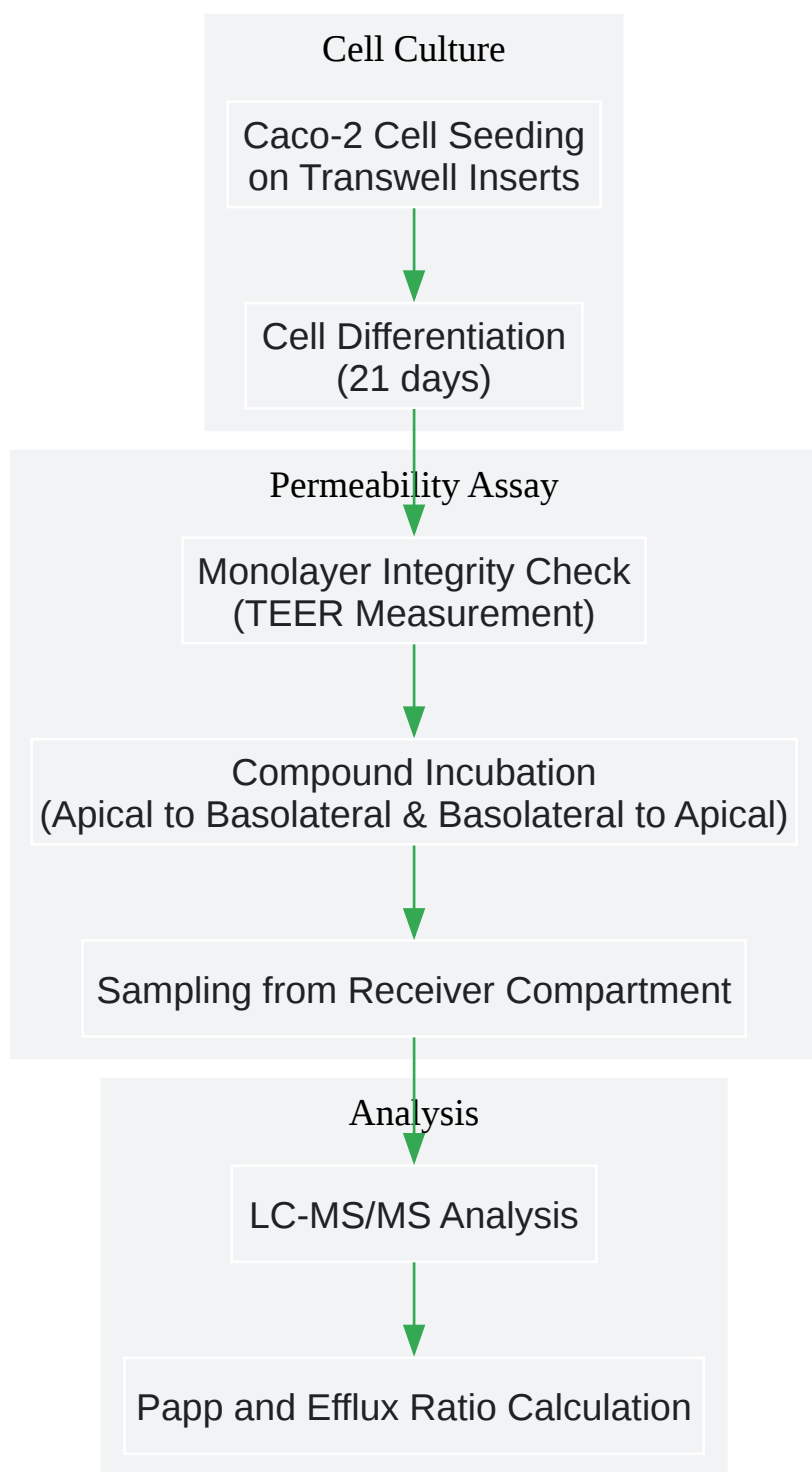 Cell Culture
Caco-2 Cell Seeding
on Transwell Inserts
Cell Differentiation
(21 days)
Permeability Assay
Monolayer Integrity Check
(TEER Measurement)
Compound Incubation
(Apical to Basolateral & Basolateral to Apical)
Sampling from Receiver Compartment
Analysis
LC-MS/MS Analysis
Papp and Efflux Ratio Calculation